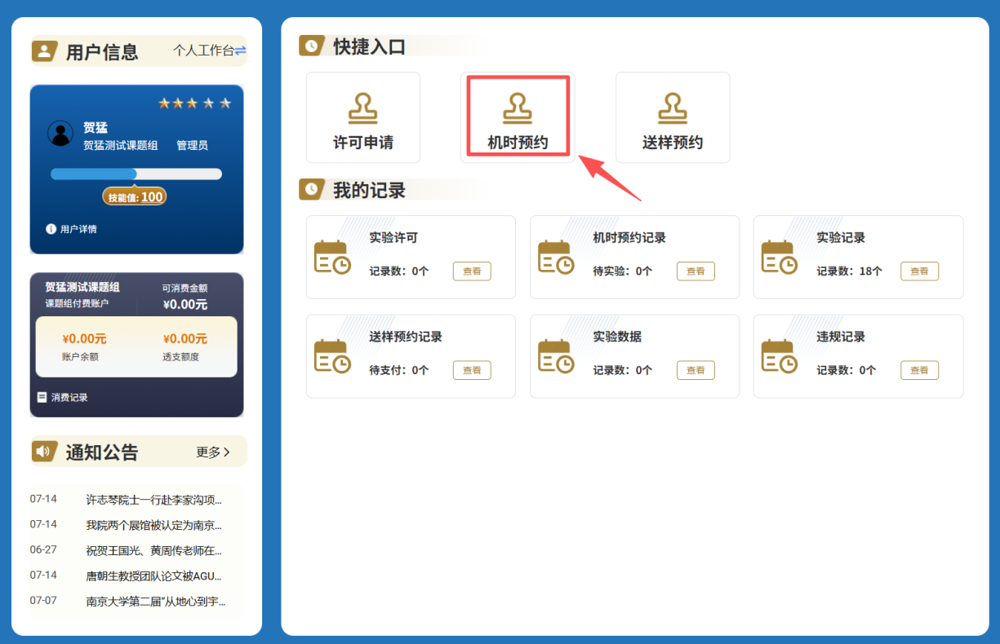 用户信息
个人工作台
贺猛
贺猛测试课题组 管理员
技能值: 100
用户详情
贺猛测试课题组
课题组付费账户
可消费金额
¥0.00元
¥0.00元
账户余额
¥0.00元
透支额度
消费记录
通知公告
更多
07-14 许志琴院士一行赴李家沟项...
07-14 我院两个展馆被认定为南京...
06-27 祝贺王国光、黄周传老师在...
07-14 唐朝生教授团队论文被AGU...
07-07 南京大学第二届“从地心到宇...
快捷入口
许可申请
机时预约
送样预约
我的记录
实验许可
记录数：0个
查看
机时预约记录
待实验：0个
查看
实验记录
记录数：18个
查看
送样预约记录
待支付：0个
查看
实验数据
记录数：0个
查看
违规记录
记录数：0个
查看